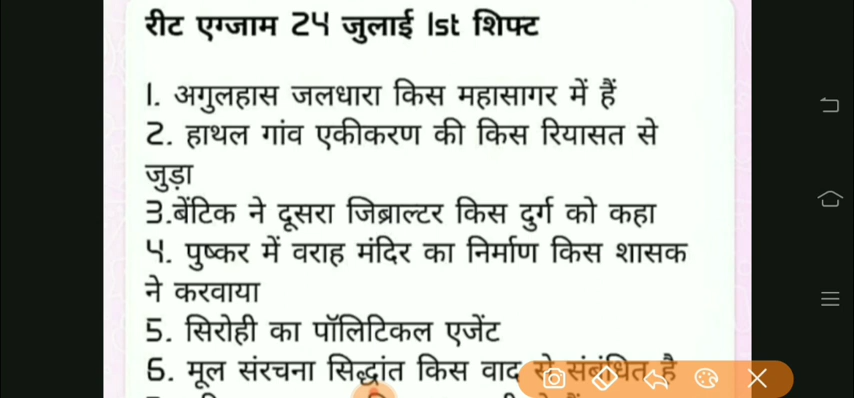 रीट एग्जाम 24 जुलाई 1st शिफ्ट
1. अगुलहास जलधारा किस महासागर में हैं
2. हाथल गांव एकीकरण की किस रियासत से
जुड़ा
3.बेंटिक ने दूसरा जिब्राल्टर किस दुर्ग को कहा
4. पुष्कर में वराह मंदिर का निर्माण किस शासक
ने करवाया
5. सिरोही का पॉलिटिकल एजेंट
6. मूल संरचना सिद्धांत किस वाद से संबंधित है